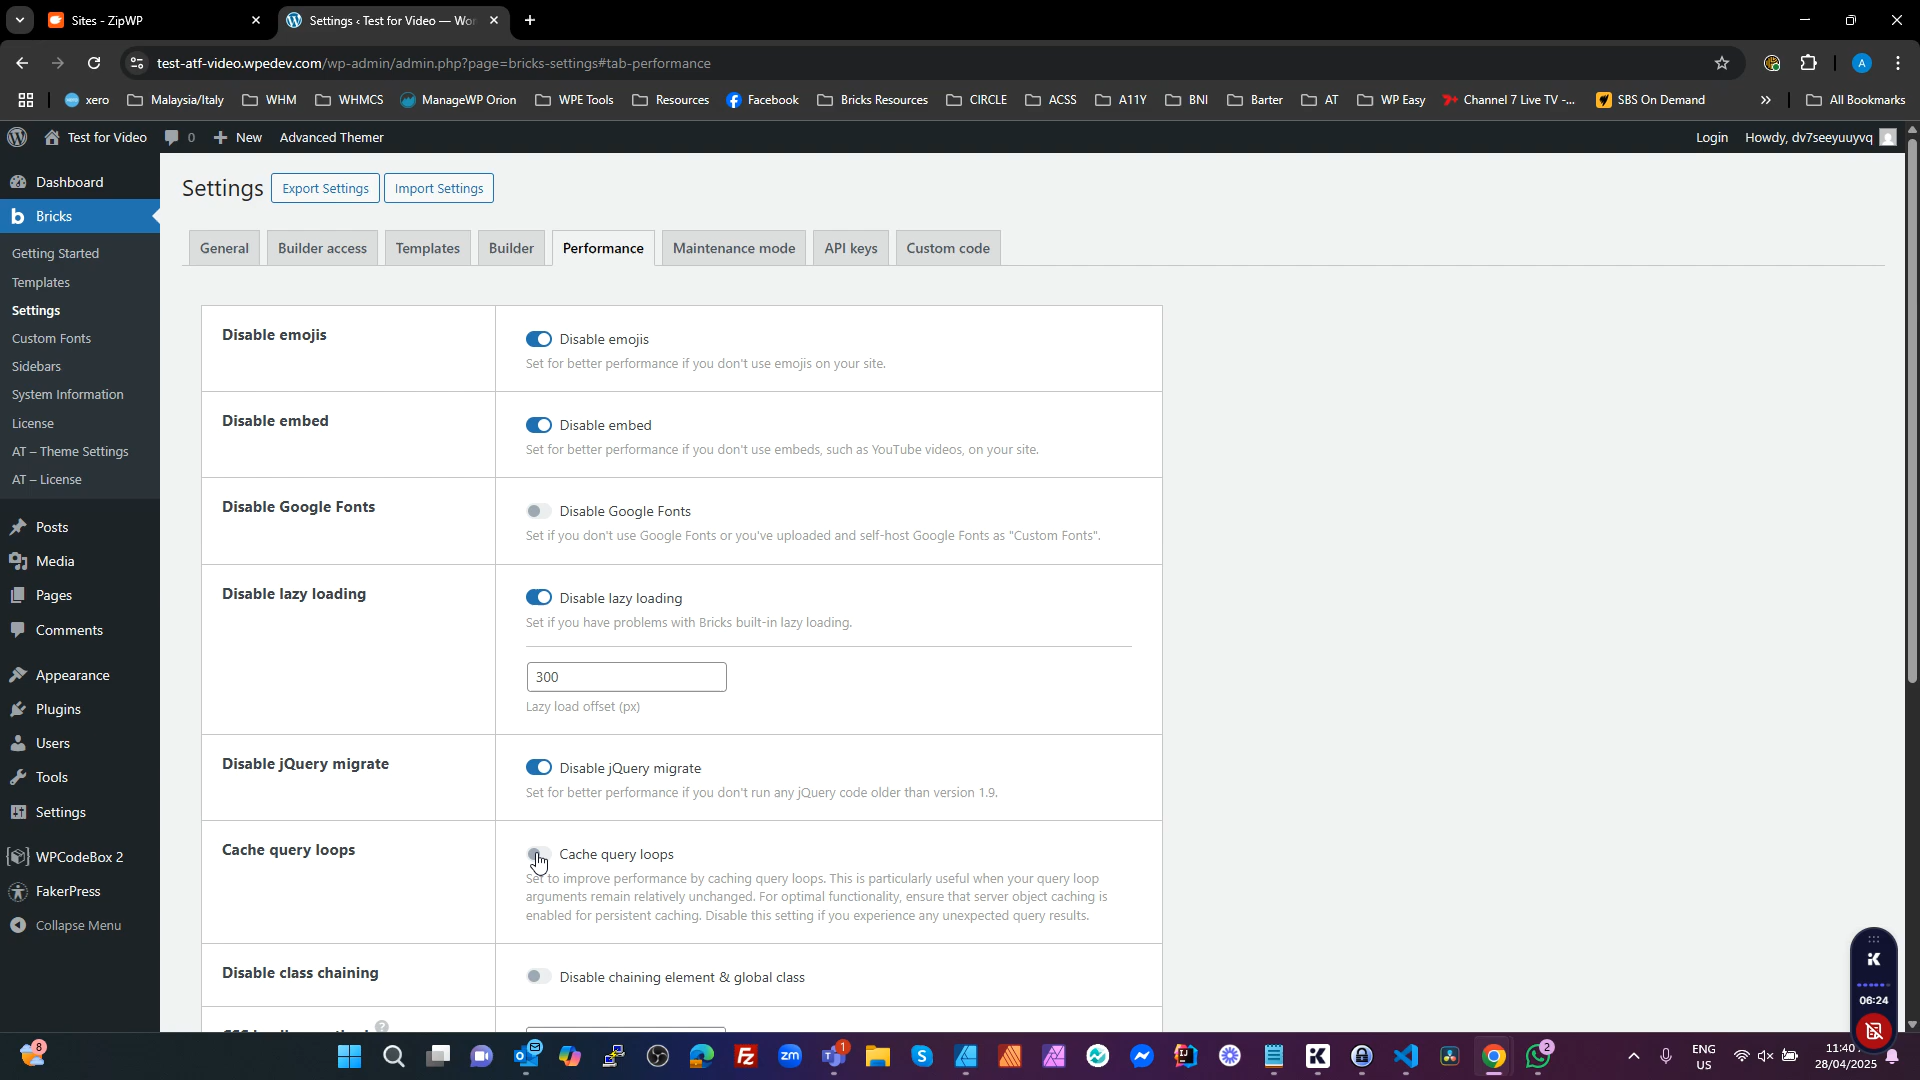 Sites - ZipWP
Settings ‹ Test for Video — Wor
test-atf-video.wpedev.com/wp-admin/admin.php?page=bricks-settings#tab-performance
A
xero
Malaysia/Italy
WHM
WHMCS
ManageWP Orion
WPE Tools
Resources
Facebook
Bricks Resources
CIRCLE
ACSS
A11Y
BNI
Barter
AT
WP Easy
Channel 7 Live TV -...
SBS On Demand
All Bookmarks
Test for Video
0
New
Advanced Themer
Login
Howdy, dv7seeyuuyvq
Dashboard
Bricks
Getting Started
Templates
Settings
Custom Fonts
Sidebars
System Information
License
AT – Theme Settings
AT – License
Posts
Media
Pages
Comments
Appearance
Plugins
Users
Tools
Settings
WPCodeBox 2
FakerPress
Collapse Menu
Settings
Export Settings
Import Settings
General
Builder access
Templates
Builder
Performance
Maintenance mode
API keys
Custom code
Disable emojis
Disable emojis
Set for better performance if you don't use emojis on your site.
Disable embed
Disable embed
Set for better performance if you don't use embeds, such as YouTube videos, on your site.
Disable Google Fonts
Disable Google Fonts
Set if you don't use Google Fonts or you've uploaded and self-host Google Fonts as "Custom Fonts".
Disable lazy loading
Disable lazy loading
Set if you have problems with Bricks built-in lazy loading.
300
Lazy load offset (px)
Disable jQuery migrate
Disable jQuery migrate
Set for better performance if you don't run any jQuery code older than version 1.9.
Cache query loops
Cache query loops
Set to improve performance by caching query loops. This is particularly useful when your query loop
arguments remain relatively unchanged. For optimal functionality, ensure that server object caching is
enabled for persistent caching. Disable this setting if you experience any unexpected query results.
Disable class chaining
Disable chaining element & global class
06:24
8
zm
1
2
ENG
US
11:40
28/04/2025